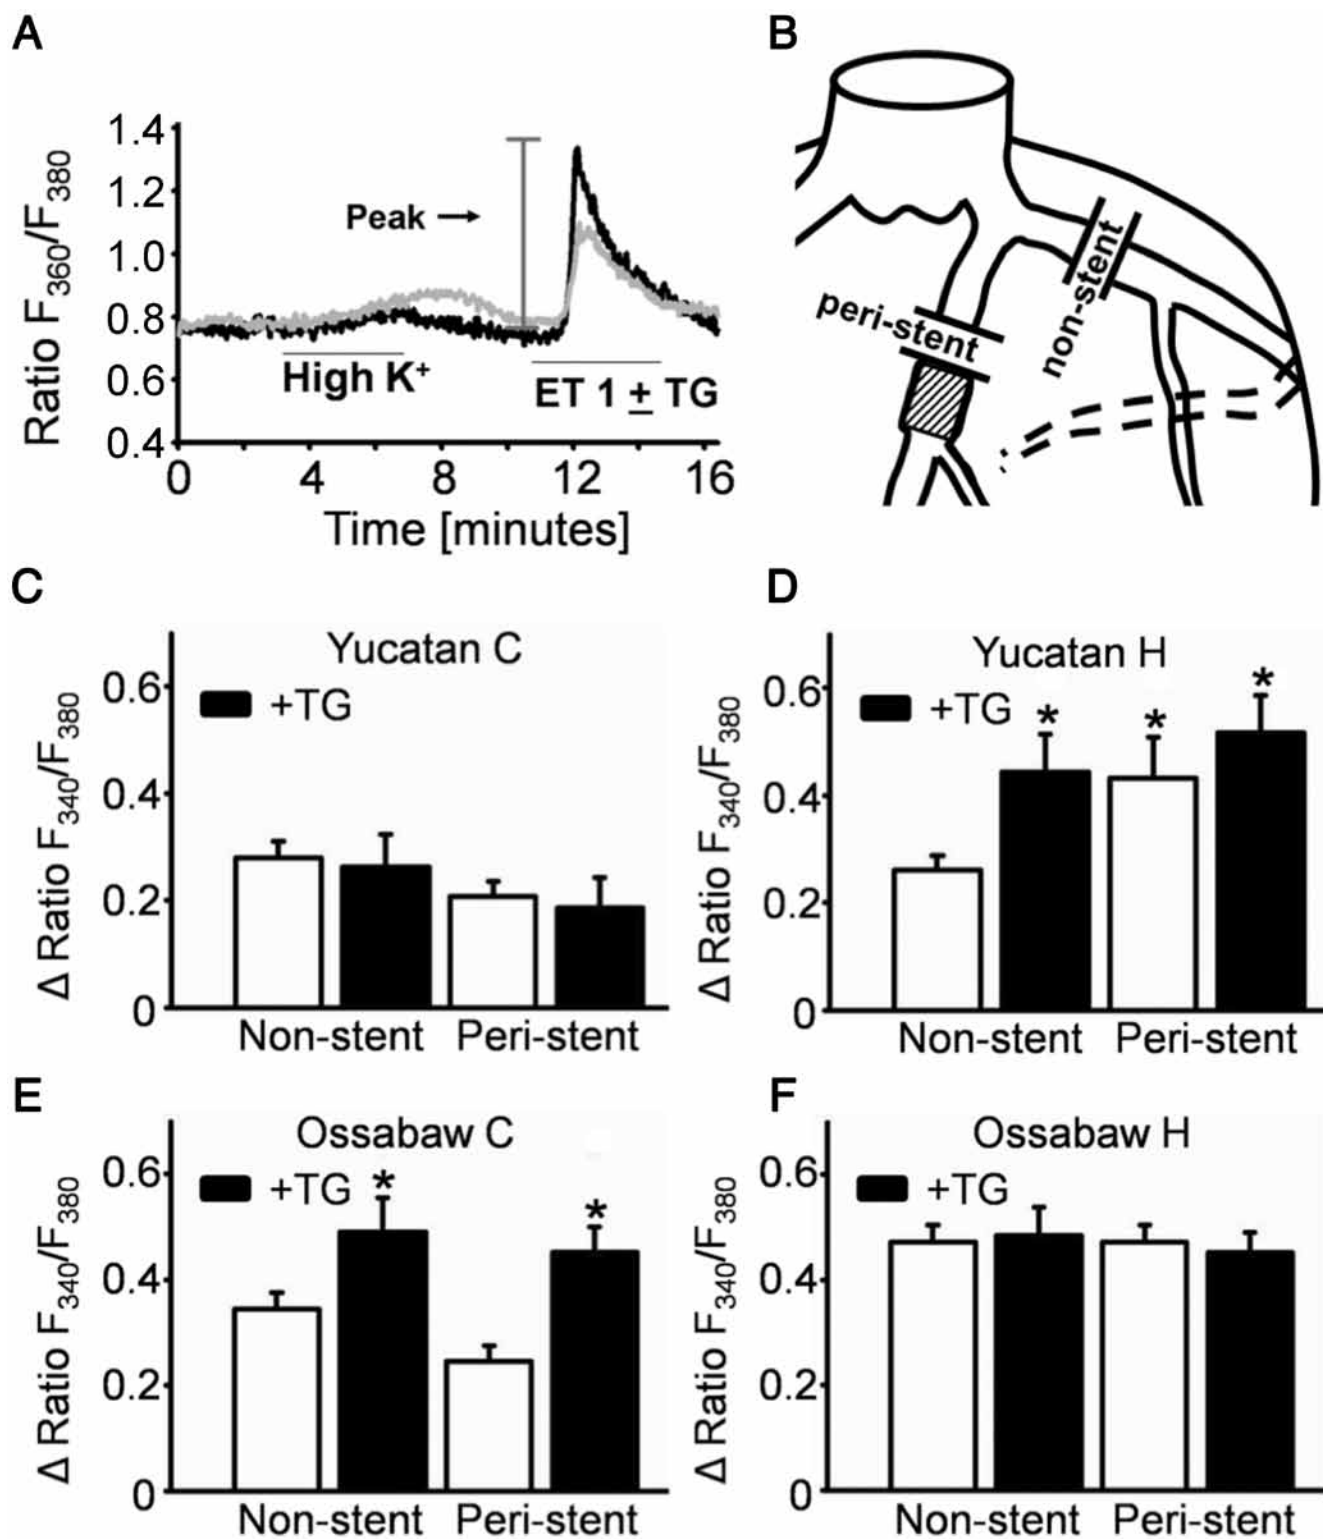 A
Ratio F360/F380
1.4
1.2
1.0
0.8
0.6
0.4
Peak →
High K+
ET 1 ± TG
0 4 8 12 16
Time [minutes]
B
peri-stent
non-stent
C
Yucatan C
+TG
Δ Ratio F340/F380
0.6
0.4
0.2
0
Non-stent Peri-stent
D
Yucatan H
+TG
Δ Ratio F340/F380
0.6
0.4
0.2
0
* * *
Non-stent Peri-stent
E
Ossabaw C
+TG
Δ Ratio F340/F380
0.6
0.4
0.2
0
* *
Non-stent Peri-stent
F
Ossabaw H
+TG
Δ Ratio F340/F380
0.6
0.4
0.2
0
Non-stent Peri-stent